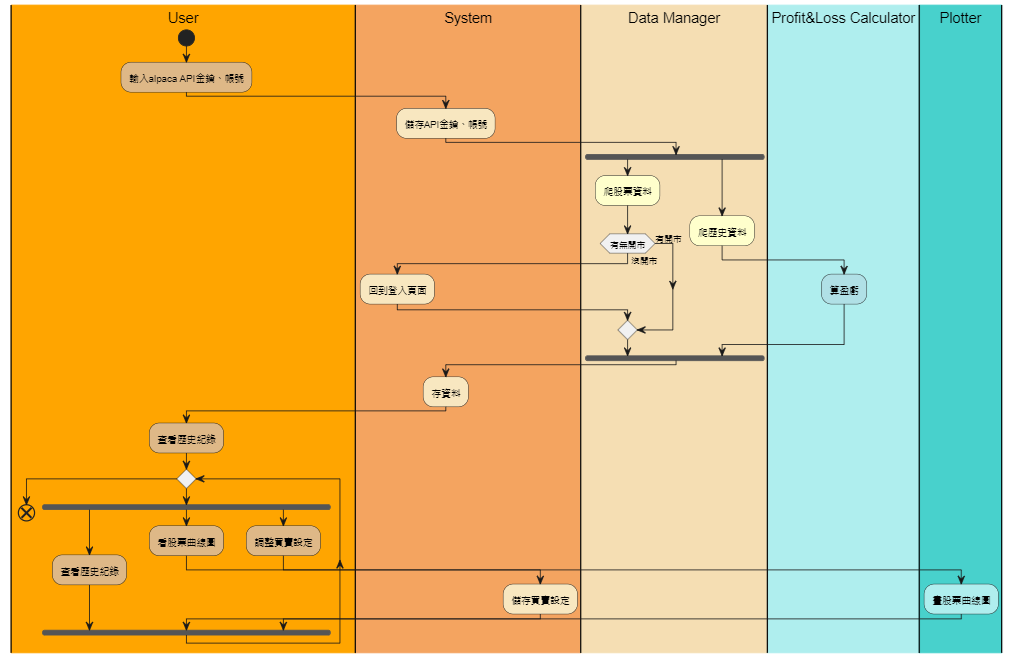 User
System
Data Manager
Profit&Loss Calculator
Plotter
輸入alpaca API金鑰、帳號
儲存API金鑰、帳號
爬股票資料
爬歷史資料
有無開市
有開市
沒開市
回到登入頁面
算盈虧
存資料
查看歷史紀錄
看股票曲線圖
調整買賣設定
查看歷史紀錄
儲存買賣設定
畫股票曲線圖